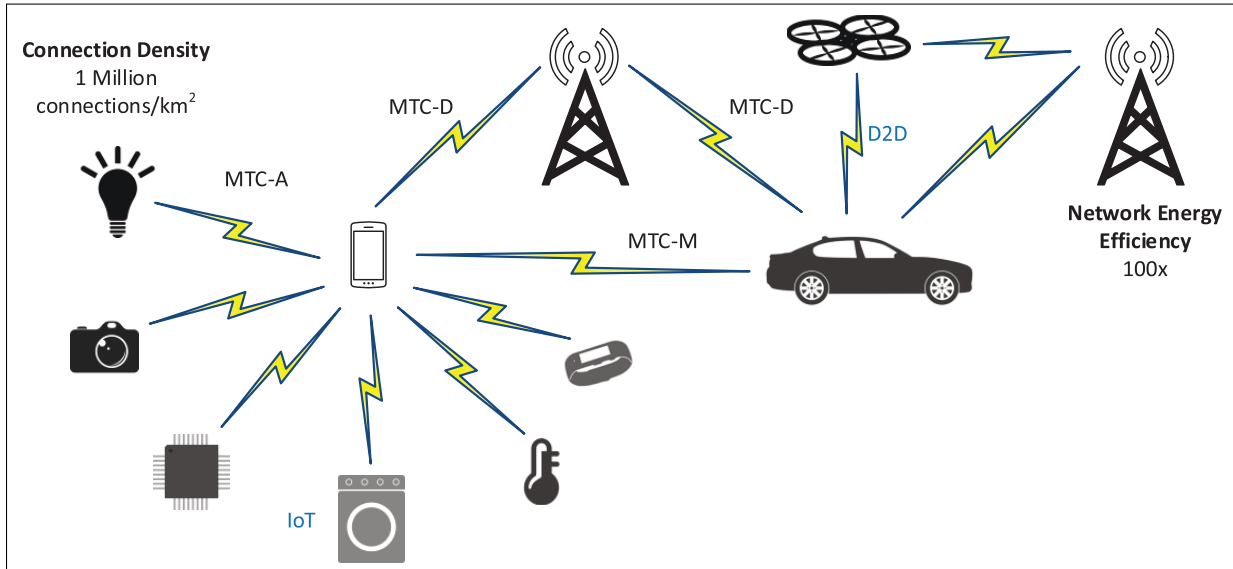 Connection Density
1 Million
connections/km²
MTC-D
MTC-D
D2D
MTC-A
MTC-M
Network Energy
Efficiency
100x
IoT